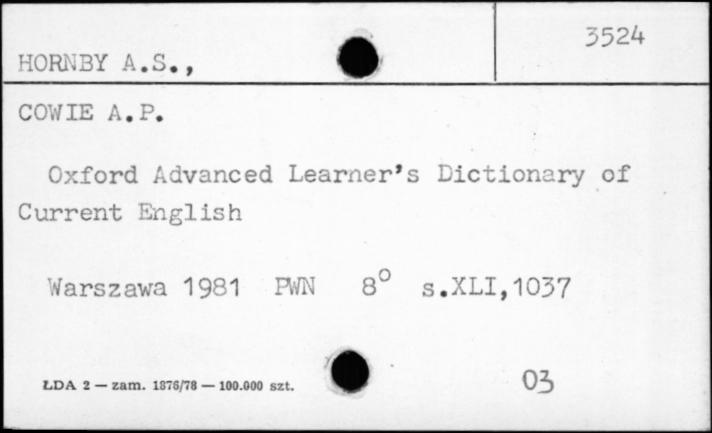 3524
HORNBY A.S.,
COWIE A.P.
Oxford Advanced Learner's Dictionary of
Current English
Warszawa 1981 PWN 8° s.XLI,1037
ŁDA 2 — zam. 1876/78 — 100.000 szt.
03